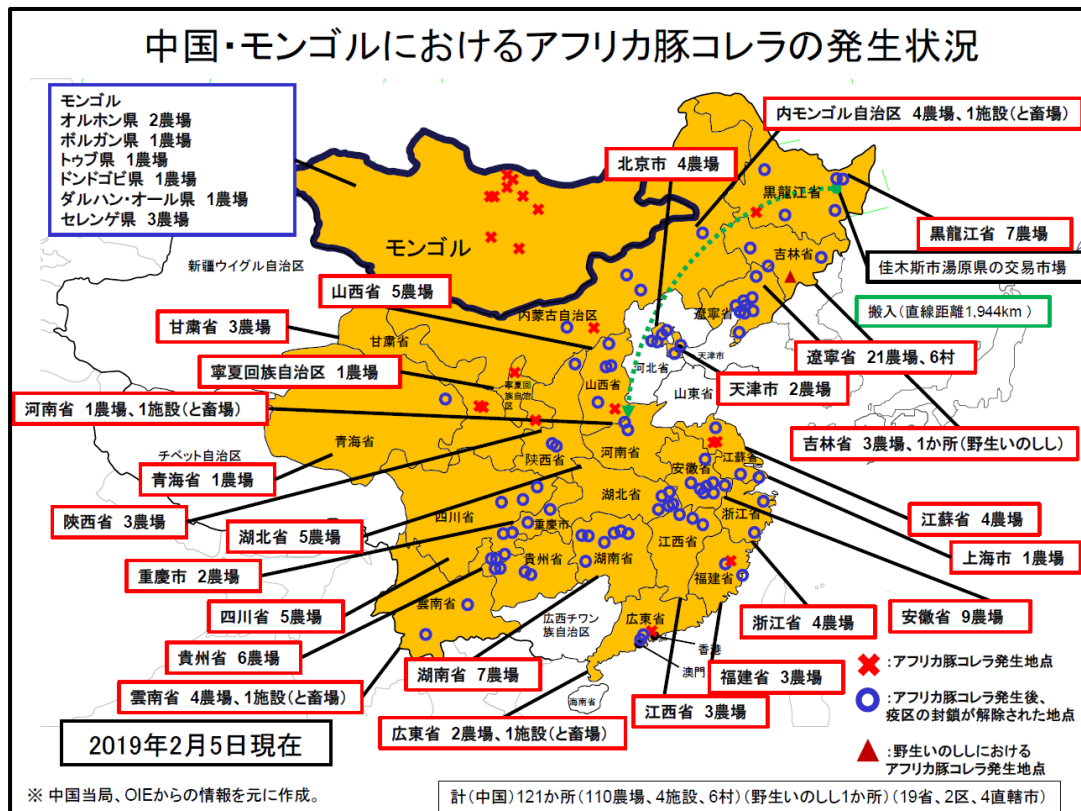 中国・モンゴルにおけるアフリカ豚コレラの発生状況
モンゴル
オルホン県 2農場
ボルガン県 1農場
トゥブ県 1農場
ドンドゴビ県 1農場
ダルハン・オール県 1農場
セレンゲ県 3農場
内モンゴル自治区 4農場、1施設(と畜場)
北京市 4農場
黒龍江省
黒龍江省 7農場
モンゴル
吉林省
佳木斯市湯原県の交易市場
新疆ウイグル自治区
山西省 5農場
内蒙古自治区
遼寧省
搬入(直線距離1,944km)
甘粛省 3農場
甘粛省
天津市
遼寧省 21農場、6村
河北省
寧夏回族自治区 1農場
寧夏回
族自治
区
山西省
天津市 2農場
山東省
河南省 1農場、1施設(と畜場)
吉林省 3農場、1か所(野生いのしし)
青海省
チベット自治区
陝西省
河南省
江蘇省
安徽省
青海省 1農場
陝西省 3農場
湖北省
四川省
浙江省
江蘇省 4農場
湖北省 5農場
重慶市
上海市 1農場
重慶市 2農場
貴州省
湖南省
江西省
福建省
四川省 5農場
雲南省
広西チワン
族自治区
広東省
浙江省 4農場
安徽省 9農場
貴州省 6農場
香港
湖南省 7農場
澳門
福建省 3農場
:アフリカ豚コレラ発生地点
雲南省 4農場、1施設(と畜場)
海南省
江西省 3農場
:アフリカ豚コレラ発生後、
疫区の封鎖が解除された地点
広東省 2農場、1施設(と畜場)
2019年2月5日現在
:野生いのししにおける
アフリカ豚コレラ発生地点
※ 中国当局、OIEからの情報を元に作成。
計(中国)121か所(110農場、4施設、6村)(野生いのしし1か所)(19省、2区、4直轄市)